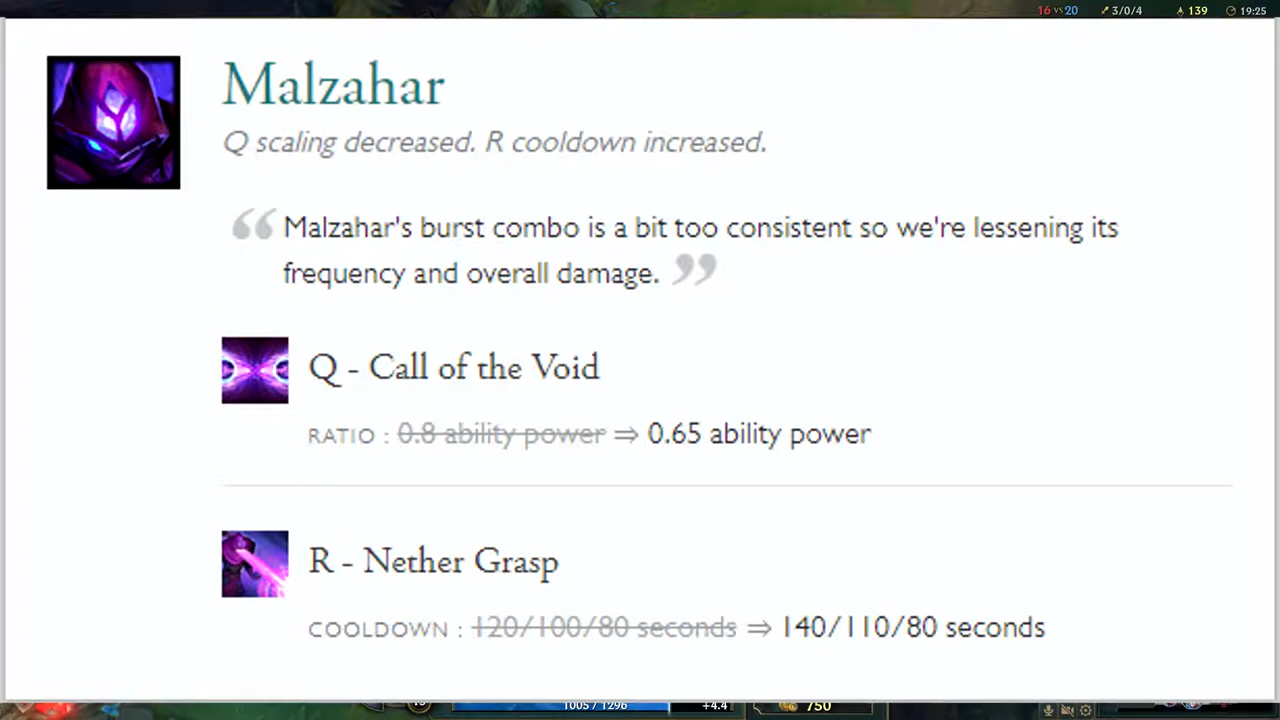 16 vs 20 3/0/4 139 19:25
Malzahar
Q scaling decreased. R cooldown increased.
“ Malzahar's burst combo is a bit too consistent so we're lessening its
frequency and overall damage. ”
Q - Call of the Void
RATIO : 0.8 ability power ⇒ 0.65 ability power
R - Nether Grasp
COOLDOWN : 120/100/80 seconds ⇒ 140/110/80 seconds
1005 / 1296 +4.4 750